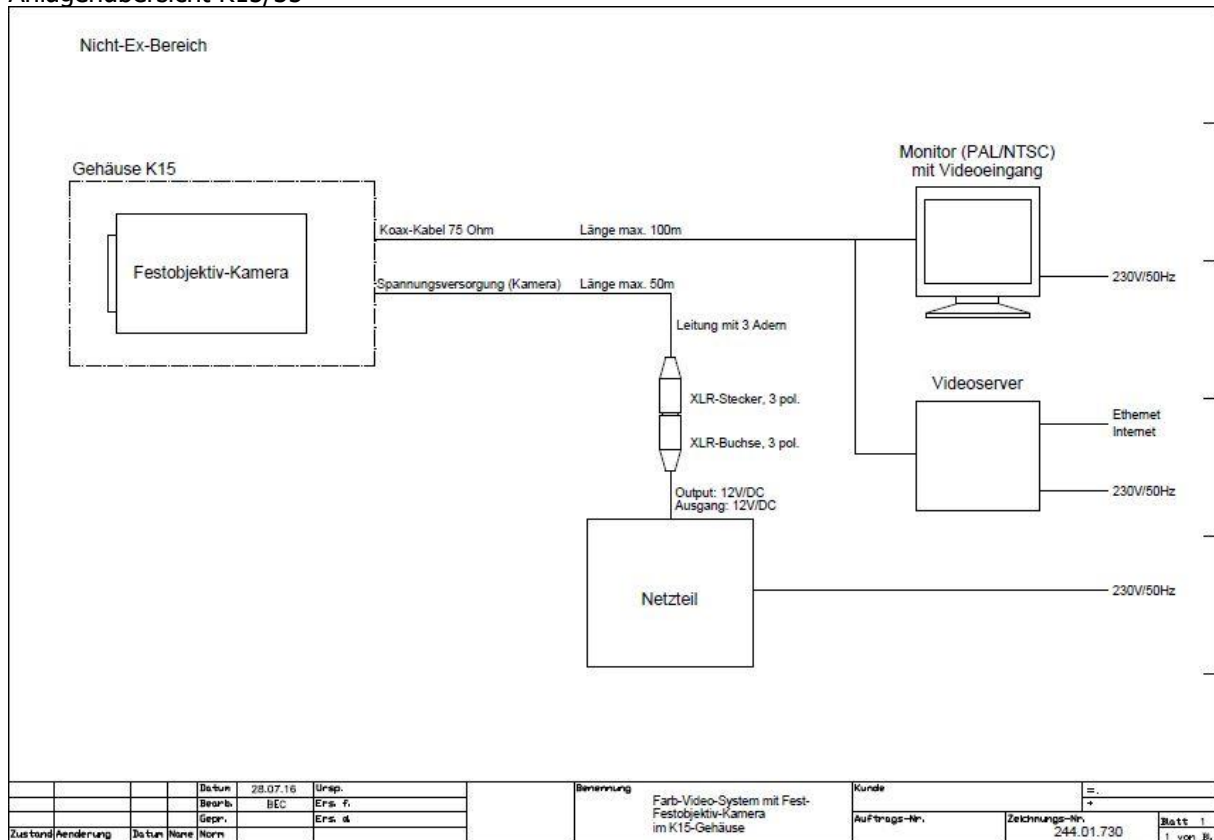 Nicht-Ex-Bereich
Gehäuse K15
Festobjektiv-Kamera
Koax-Kabel 75 Ohm
Länge max. 100m
Spannungsversorgung (Kamera)
Länge max. 50m
Leitung mit 3 Adern
XLR-Stecker, 3 pol.
XLR-Buchse, 3 pol.
Output: 12V/DC
Ausgang: 12V/DC
Netzteil
230V/50Hz
Monitor (PAL/NTSC)
mit Videoeingang
230V/50Hz
Videoserver
Ethernet
Internet
230V/50Hz
Datum 28.07.16 Ursp.
Bearb. BEC Ers. f.
Gepr. Ers. d.
Zustand Aenderung Datum Name Norm
Benennung
Farb-Video-System mit Fest-
Festobjektiv-Kamera
im K15-Gehäuse
Kunde
=.
+
Auftrags-Nr.
Zeichnungs-Nr.
244.01.730
Blatt 1
1 von Bl.